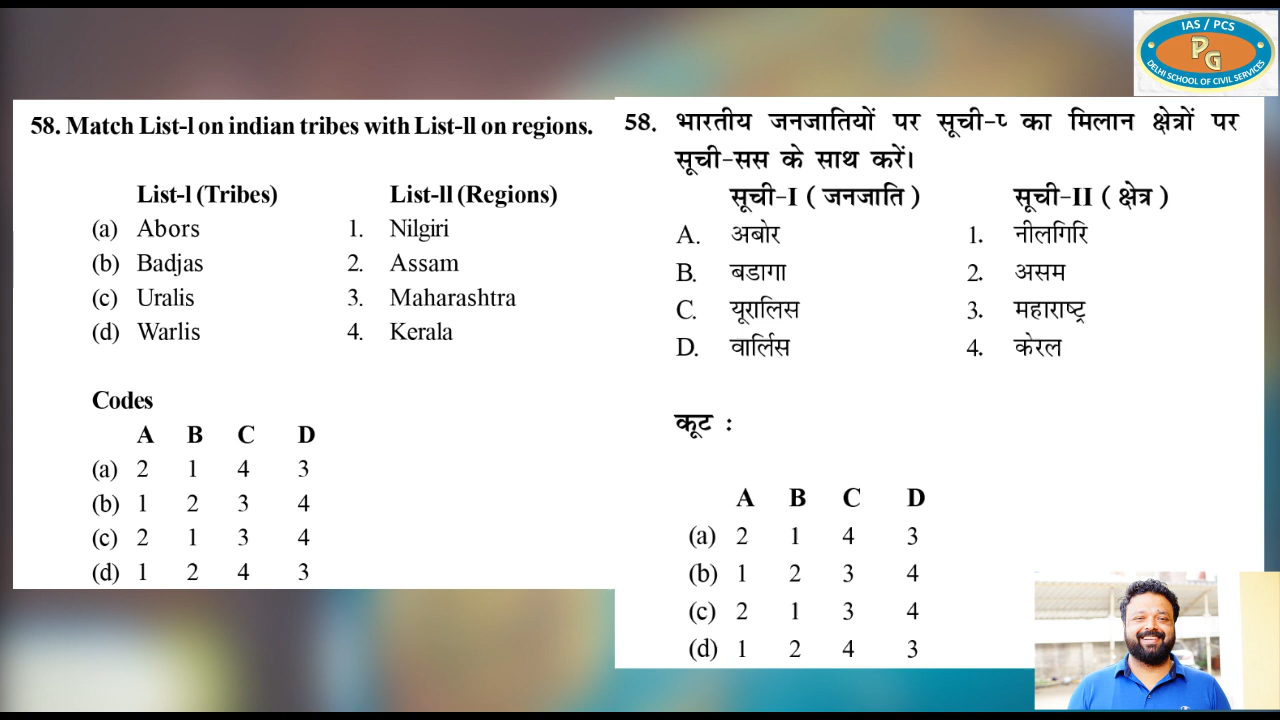 IAS / PCS
PG
DELHI SCHOOL OF CIVIL SERVICES
58. Match List-l on indian tribes with List-ll on regions.
List-l (Tribes) List-ll (Regions)
(a) Abors 1. Nilgiri
(b) Badjas 2. Assam
(c) Uralis 3. Maharashtra
(d) Warlis 4. Kerala
Codes
A B C D
(a) 2 1 4 3
(b) 1 2 3 4
(c) 2 1 3 4
(d) 1 2 4 3
58. भारतीय जनजातियों पर सूची-प् का मिलान क्षेत्रों पर
सूची-सस के साथ करें।
सूची-I ( जनजाति ) सूची-II ( क्षेत्र )
A. अबोर 1. नीलगिरि
B. बडागा 2. असम
C. यूरालिस 3. महाराष्ट्र
D. वार्लिस 4. केरल
कूट :
A B C D
(a) 2 1 4 3
(b) 1 2 3 4
(c) 2 1 3 4
(d) 1 2 4 3